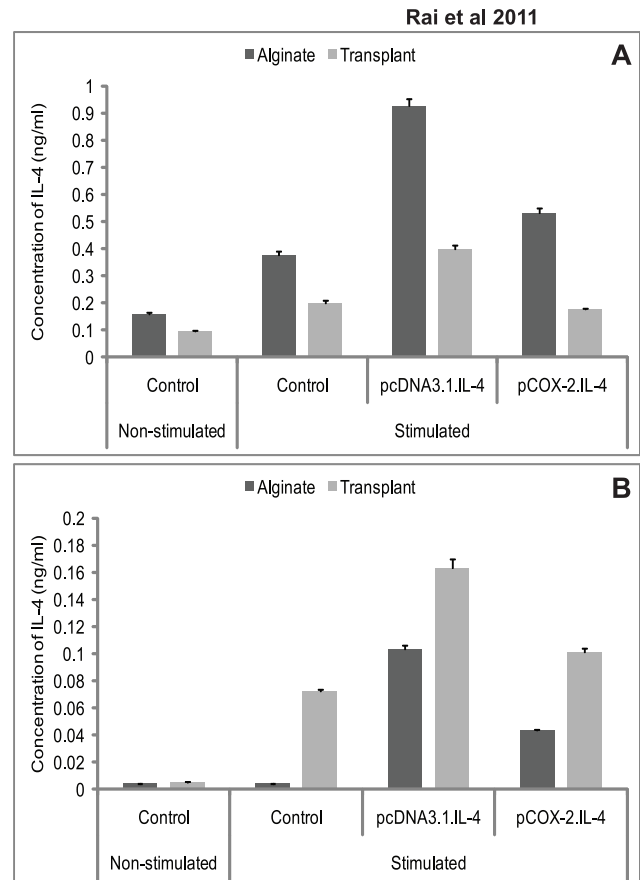 Rai et al 2011
A
Alginate Transplant
Concentration of IL-4 (ng/ml)
1
0.9
0.8
0.7
0.6
0.5
0.4
0.3
0.2
0.1
0
Control Control pcDNA3.1.IL-4 pCOX-2.IL-4
Non-stimulated Stimulated
B
Alginate Transplant
Concentration of IL-4 (ng/ml)
0.2
0.18
0.16
0.14
0.12
0.1
0.08
0.06
0.04
0.02
0
Control Control pcDNA3.1.IL-4 pCOX-2.IL-4
Non-stimulated Stimulated